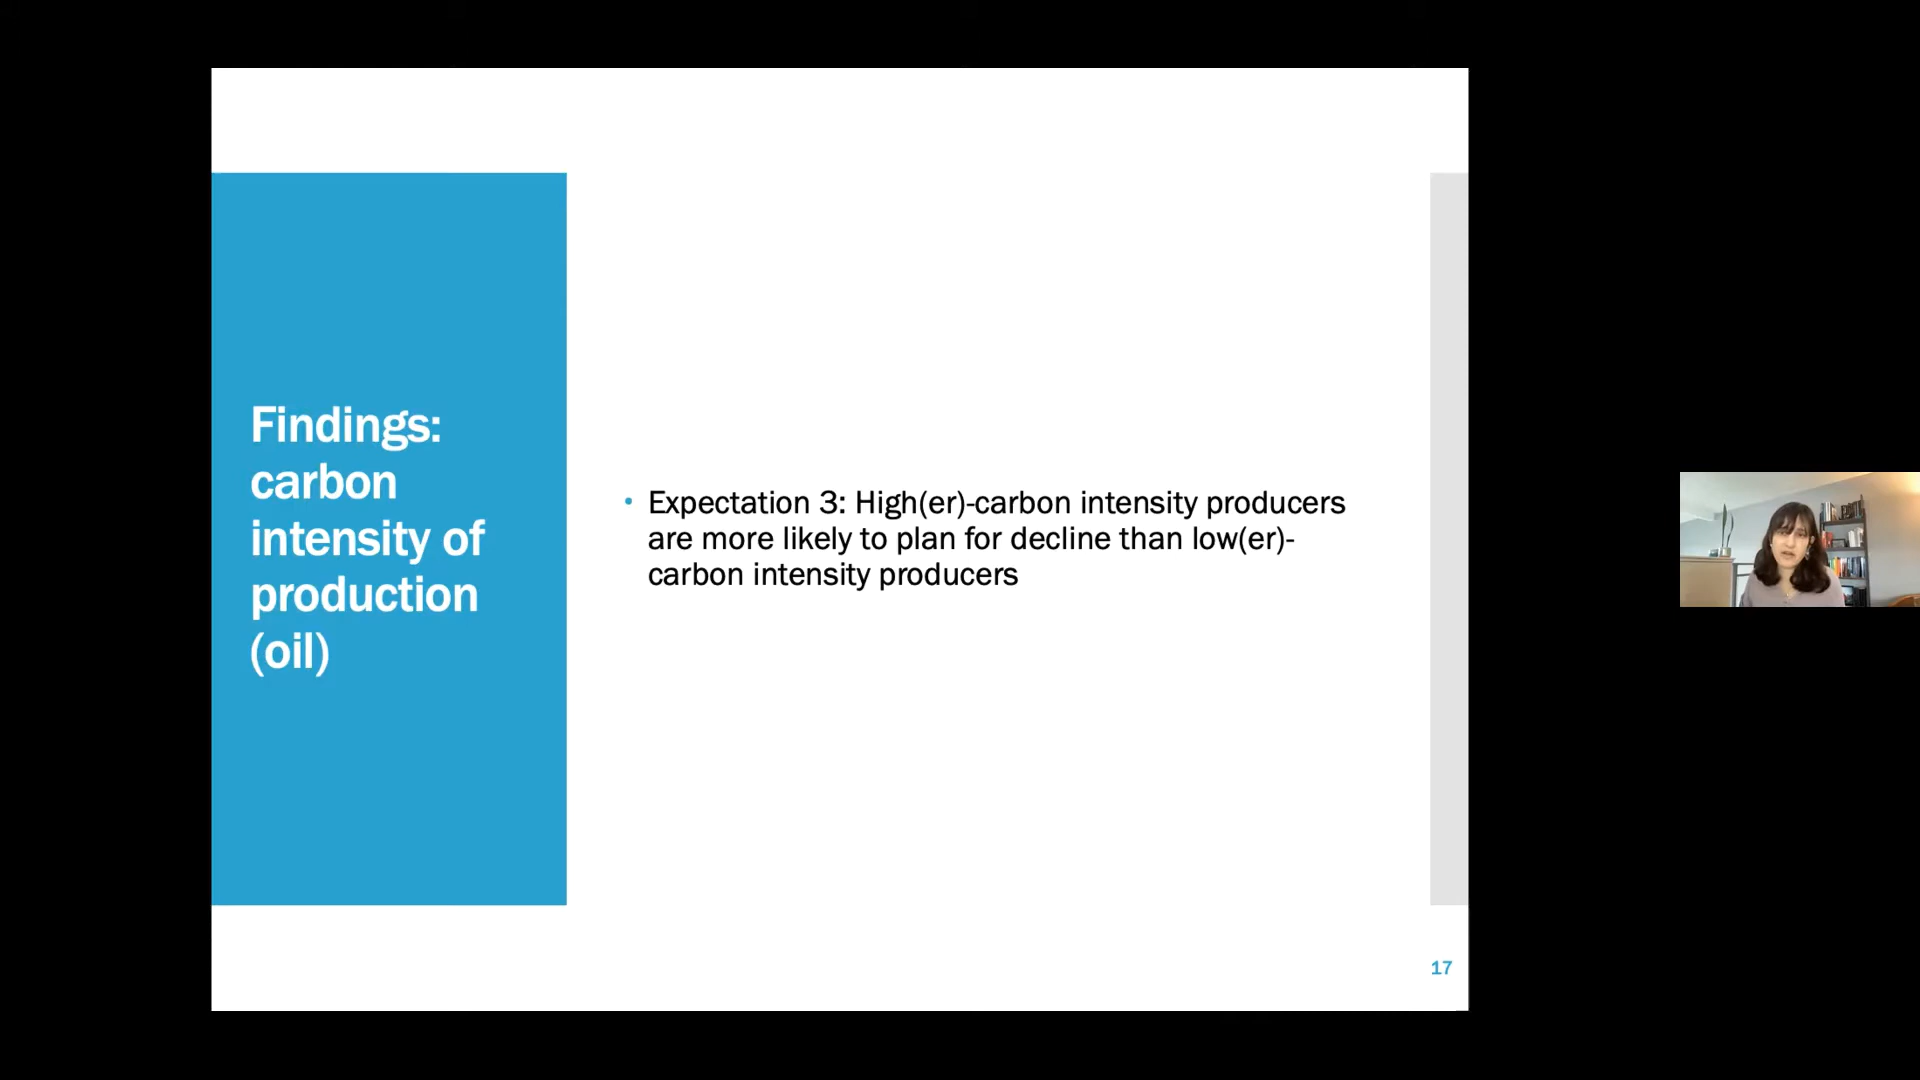 Findings:
carbon
intensity of
production
(oil)
• Expectation 3: High(er)-carbon intensity producers
are more likely to plan for decline than low(er)-
carbon intensity producers
17